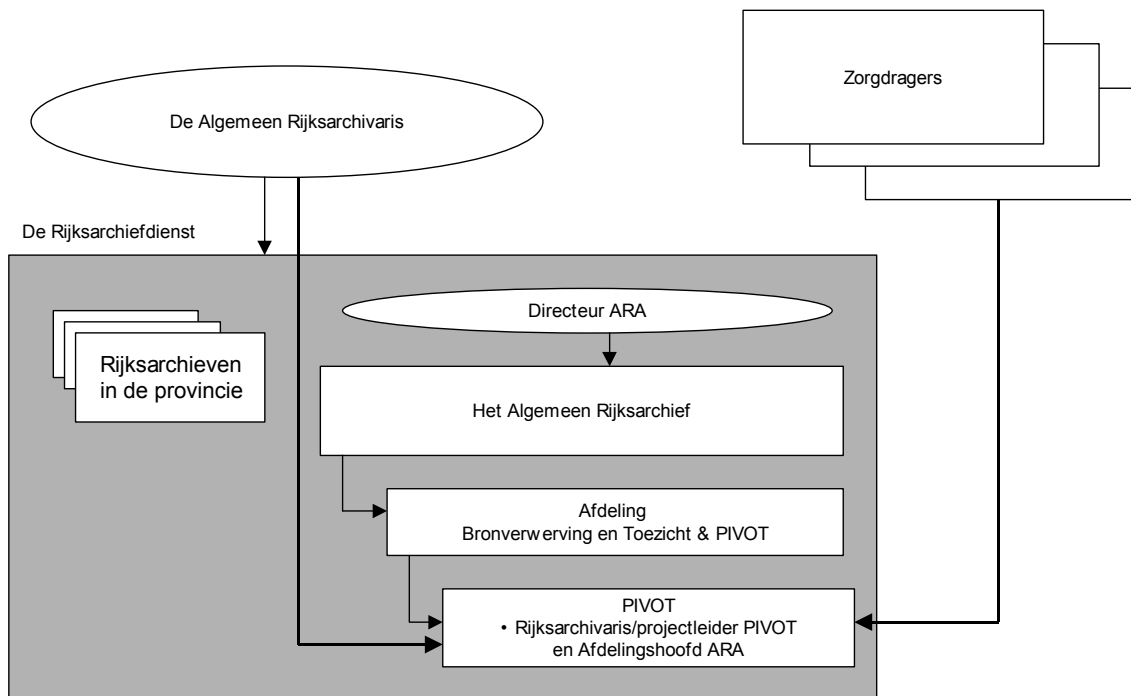 Zorgdragers
De Algemeen Rijksarchivaris
De Rijksarchiefdienst
Directeur ARA
Rijksarchieven
in de provincie
Het Algemeen Rijksarchief
Afdeling
Bronverwerving en Toezicht & PIVOT
PIVOT
• Rijksarchivaris/projectleider PIVOT
en Afdelingshoofd ARA